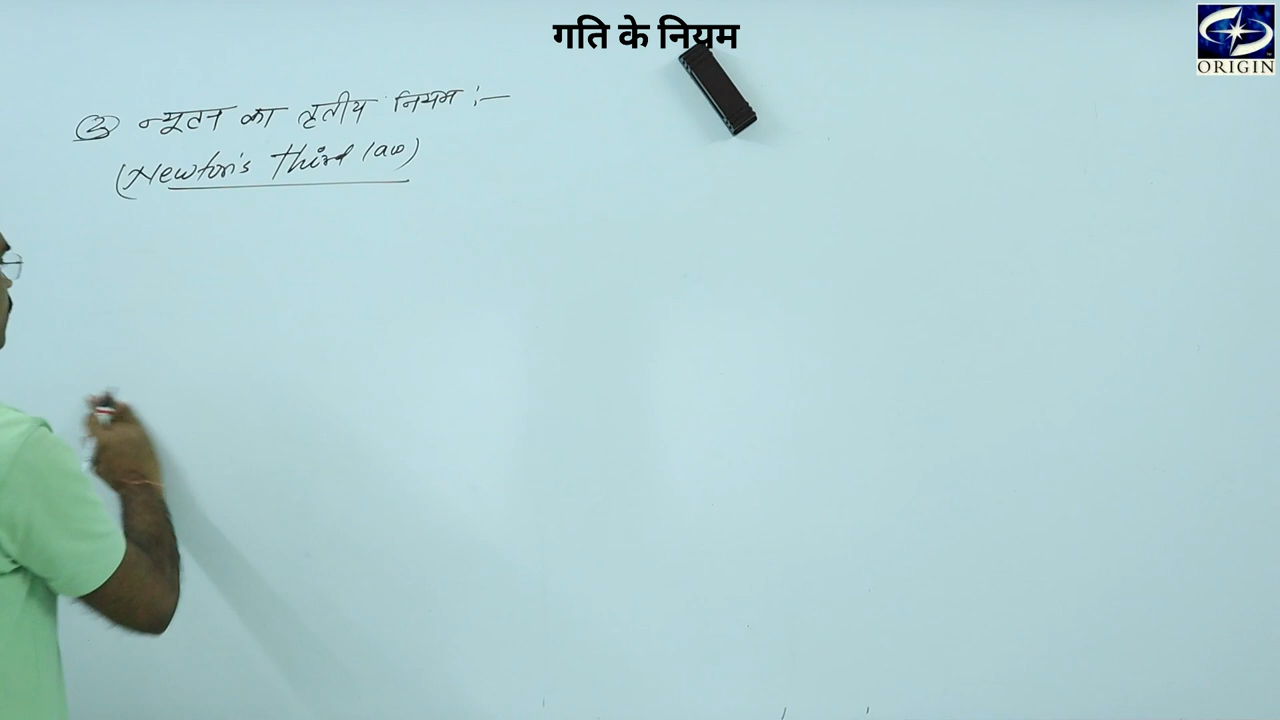 गति के नियम
ORIGIN
③ न्यूटन का तृतीय नियम :—
(Newton's Third law)